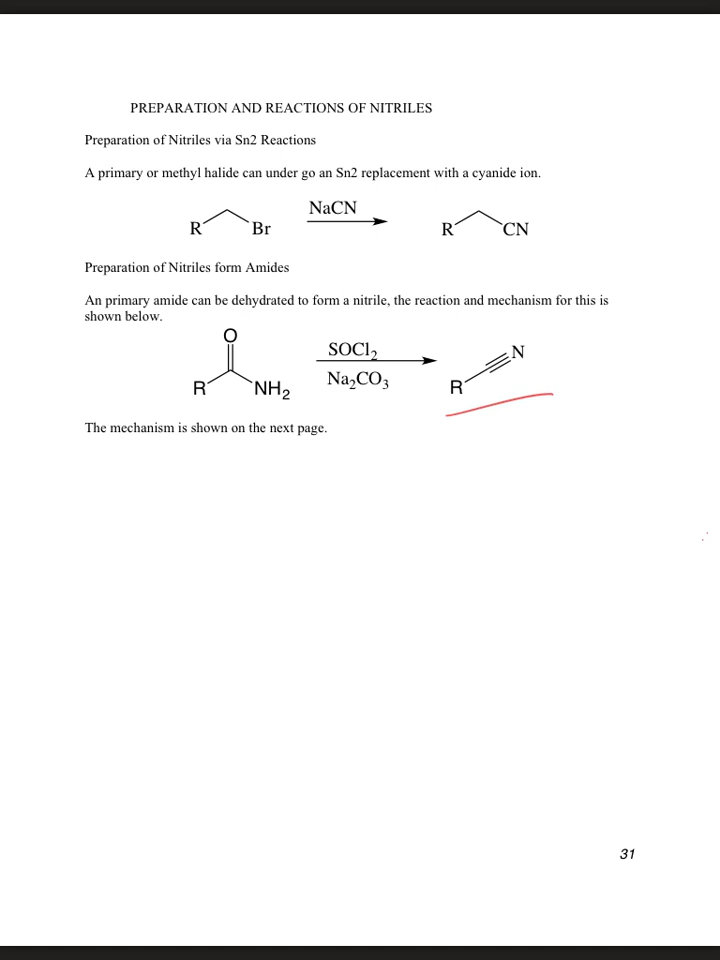 PREPARATION AND REACTIONS OF NITRILES
Preparation of Nitriles via Sn2 Reactions
A primary or methyl halide can under go an Sn2 replacement with a cyanide ion.
NaCN
R Br R CN
Preparation of Nitriles form Amides
An primary amide can be dehydrated to form a nitrile, the reaction and mechanism for this is
shown below.
O
SOCl₂ N
R NH₂ Na₂CO₃ R
The mechanism is shown on the next page.
31